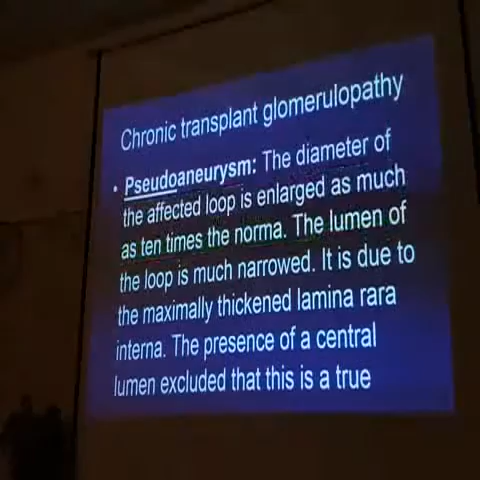 Chronic transplant glomerulopathy
• Pseudoaneurysm: The diameter of
the affected loop is enlarged as much
as ten times the norma. The lumen of
the loop is much narrowed. It is due to
the maximally thickened lamina rara
interna. The presence of a central
lumen excluded that this is a true